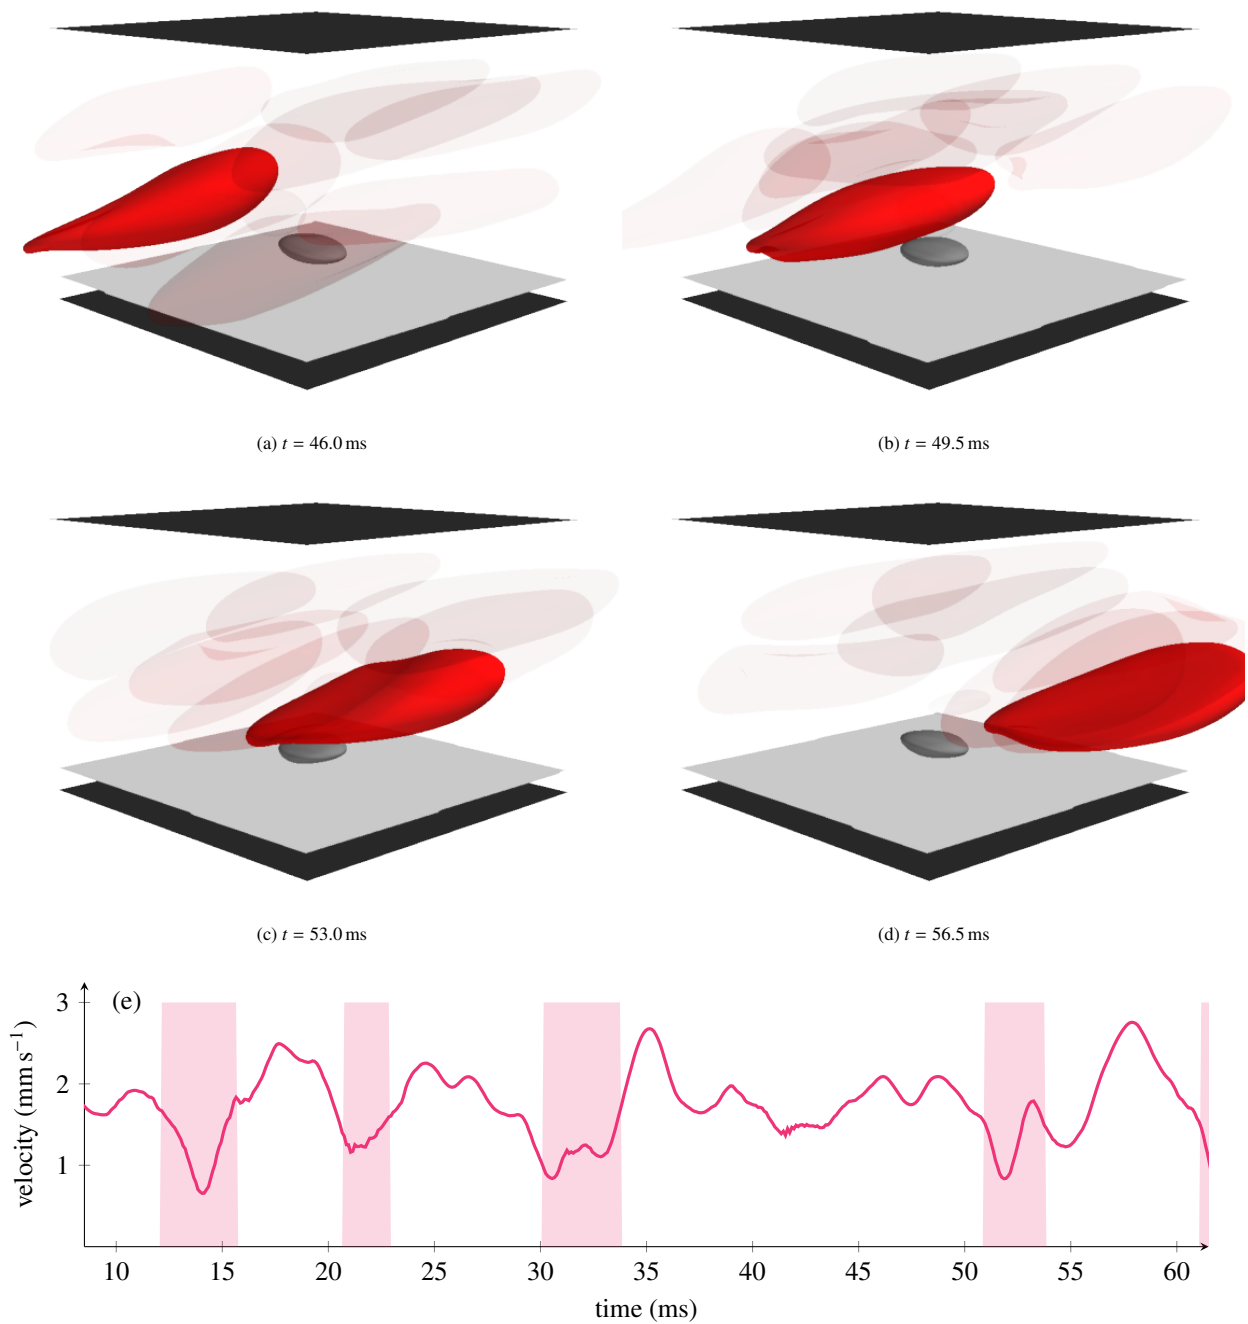 (a) t = 46.0 ms
(b) t = 49.5 ms
(c) t = 53.0 ms
(d) t = 56.5 ms
(e)
velocity (mm s⁻¹)
3
2
1
10 15 20 25 30 35 40 45 50 55 60
time (ms)